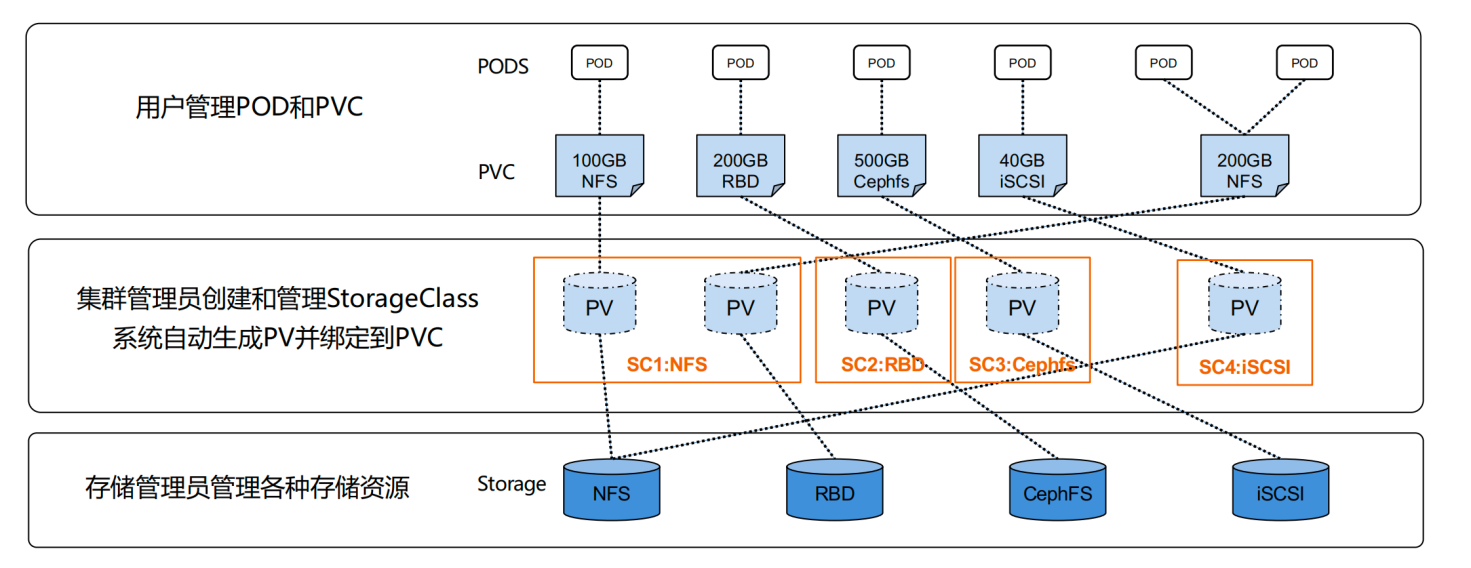 PODS
POD
POD
POD
POD
POD
POD
用户管理POD和PVC
PVC
100GB
NFS
200GB
RBD
500GB
Cephfs
40GB
iSCSI
200GB
NFS
集群管理员创建和管理StorageClass
系统自动生成PV并绑定到PVC
PV
PV
PV
PV
PV
SC1:NFS
SC2:RBD
SC3:Cephfs
SC4:iSCSI
存储管理员管理各种存储资源
Storage
NFS
RBD
CephFS
iSCSI